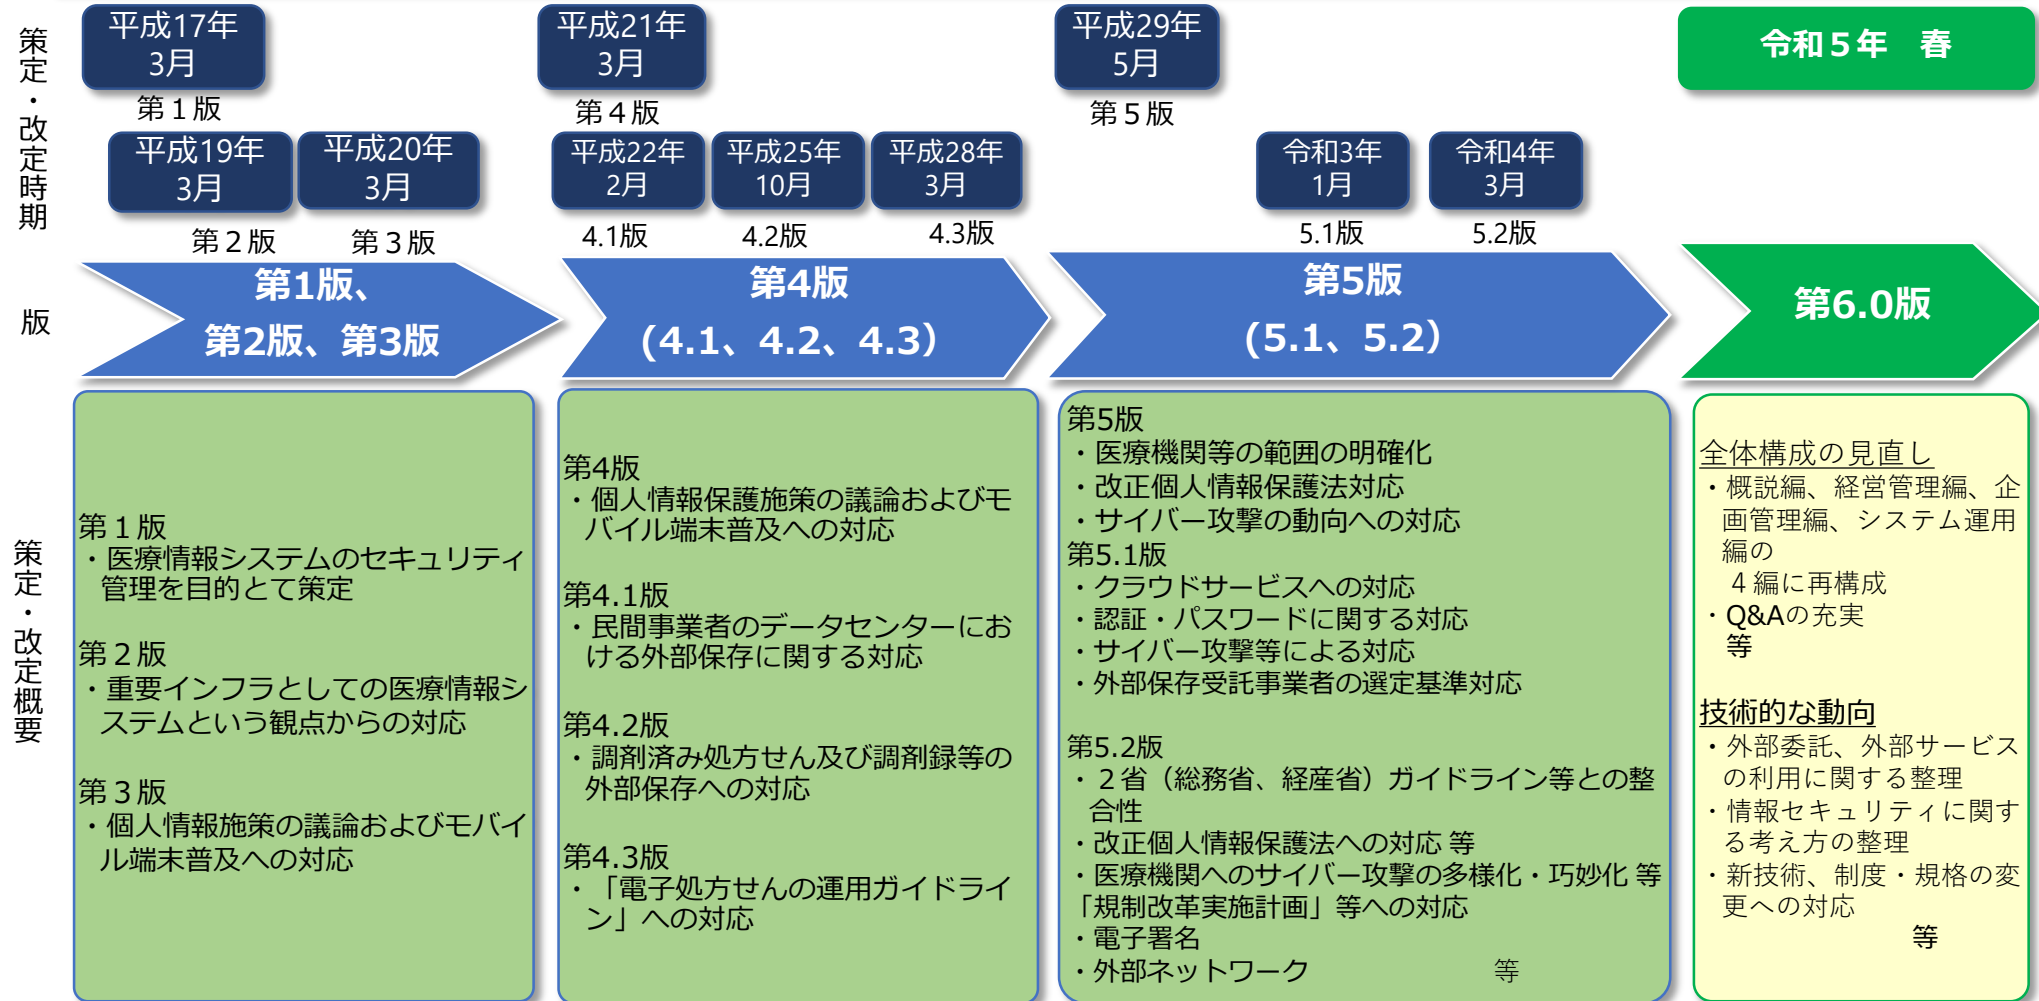 策定・改定時期
平成17年
3月
第１版
平成19年
3月
第２版
平成20年
3月
第３版
平成21年
3月
第４版
平成22年
2月
4.1版
平成25年
10月
4.2版
平成28年
3月
4.3版
平成29年
5月
第５版
令和3年
1月
5.1版
令和4年
3月
5.2版
令和５年　春
版
第1版、
第2版、第3版
第4版
(4.1、4.2、4.3）
第5版
(5.1、5.2）
第6.0版
策定・改定概要
第１版
・医療情報システムのセキュリティ
管理を目的とて策定
第２版
・重要インフラとしての医療情報シ
ステムという観点からの対応
第３版
・個人情報施策の議論およびモバイ
ル端末普及への対応
第4版
・個人情報保護施策の議論およびモ
バイル端末普及への対応
第4.1版
・民間事業者のデータセンターにお
ける外部保存に関する対応
第4.2版
・調剤済み処方せん及び調剤録等の
外部保存への対応
第4.3版
・「電子処方せんの運用ガイドライ
ン」への対応
第5版
・医療機関等の範囲の明確化
・改正個人情報保護法対応
・サイバー攻撃の動向への対応
第5.1版
・クラウドサービスへの対応
・認証・パスワードに関する対応
・サイバー攻撃等による対応
・外部保存受託事業者の選定基準対応
第5.2版
・２省（総務省、経産省）ガイドライン等との整
合性
・改正個人情報保護法への対応 等
・医療機関へのサイバー攻撃の多様化・巧妙化 等
「規制改革実施計画」等への対応
・電子署名
・外部ネットワーク　　　　　　　等
全体構成の見直し
・概説編、経営管理編、企
画管理編、システム運用
編の
４編に再構成
・Q&Aの充実
等
技術的な動向
・外部委託、外部サービス
の利用に関する整理
・情報セキュリティに関す
る考え方の整理
・新技術、制度・規格の変
更への対応
等